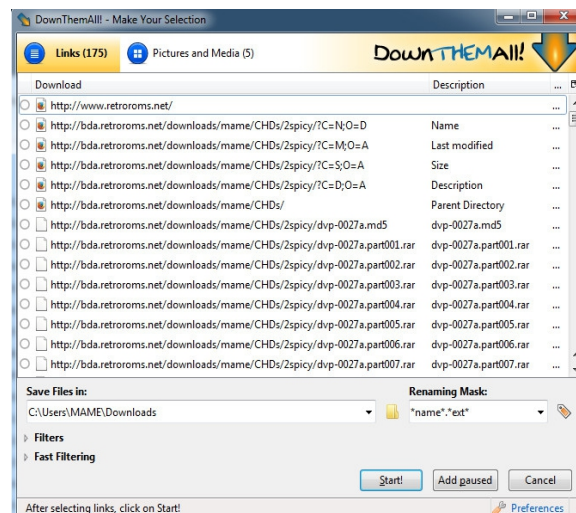 DownThemAll! - Make Your Selection
Links (175) Pictures and Media (5) DownTHEMAll!
Download Description ...
http://www.retroroms.net/ ...
http://bda.retroroms.net/downloads/mame/CHDs/2spicy/?C=N;O=D Name ...
http://bda.retroroms.net/downloads/mame/CHDs/2spicy/?C=M;O=A Last modified ...
http://bda.retroroms.net/downloads/mame/CHDs/2spicy/?C=S;O=A Size ...
http://bda.retroroms.net/downloads/mame/CHDs/2spicy/?C=D;O=A Description ...
http://bda.retroroms.net/downloads/mame/CHDs/ Parent Directory ...
http://bda.retroroms.net/downloads/mame/CHDs/2spicy/dvp-0027a.md5 dvp-0027a.md5 ...
http://bda.retroroms.net/downloads/mame/CHDs/2spicy/dvp-0027a.part001.rar dvp-0027a.part001.rar ...
http://bda.retroroms.net/downloads/mame/CHDs/2spicy/dvp-0027a.part002.rar dvp-0027a.part002.rar ...
http://bda.retroroms.net/downloads/mame/CHDs/2spicy/dvp-0027a.part003.rar dvp-0027a.part003.rar ...
http://bda.retroroms.net/downloads/mame/CHDs/2spicy/dvp-0027a.part004.rar dvp-0027a.part004.rar ...
http://bda.retroroms.net/downloads/mame/CHDs/2spicy/dvp-0027a.part005.rar dvp-0027a.part005.rar ...
http://bda.retroroms.net/downloads/mame/CHDs/2spicy/dvp-0027a.part006.rar dvp-0027a.part006.rar ...
http://bda.retroroms.net/downloads/mame/CHDs/2spicy/dvp-0027a.part007.rar dvp-0027a.part007.rar ...
Save Files in: Renaming Mask:
C:\Users\MAME\Downloads *name*.*ext*
Filters
Fast Filtering
Start! Add paused Cancel
After selecting links, click on Start! Preferences